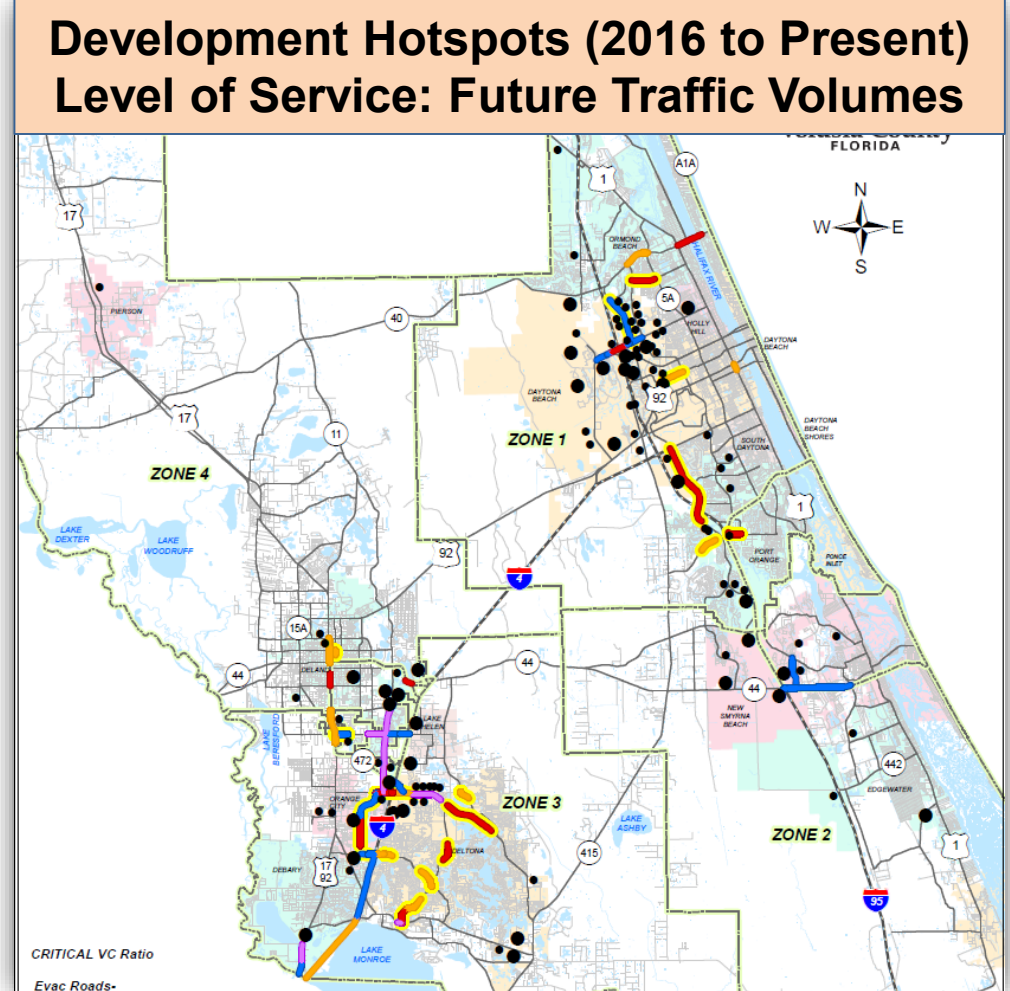 Development Hotspots (2016 to Present)
Level of Service: Future Traffic Volumes
Volusia County
FLORIDA
N
W E
S
A1A
1
17
ORMOND
BEACH
HALIFAX RIVER
PIERSON
5A
HOLLY
HILL
40
DAYTONA
BEACH
DAYTONA
BEACH
92
17
11
ZONE 1
DAYTONA
BEACH
SHORES
SOUTH
DAYTONA
ZONE 4
1
LAKE
DEXTER
LAKE
WOODRUFF
92
4
PORT
ORANGE
PONCE
INLET
15A
44
44
DELAND
44
NEW
SMYRNA
BEACH
LAKE
HELEN
LAKE
BERESFORD
472
442
EDGEWATER
ORANGE
CITY
ZONE 3
4
LAKE
ASHBY
ZONE 2
1
DELTONA
415
DEBARY
17
92
95
LAKE
MONROE
CRITICAL VC Ratio
Evac Roads-